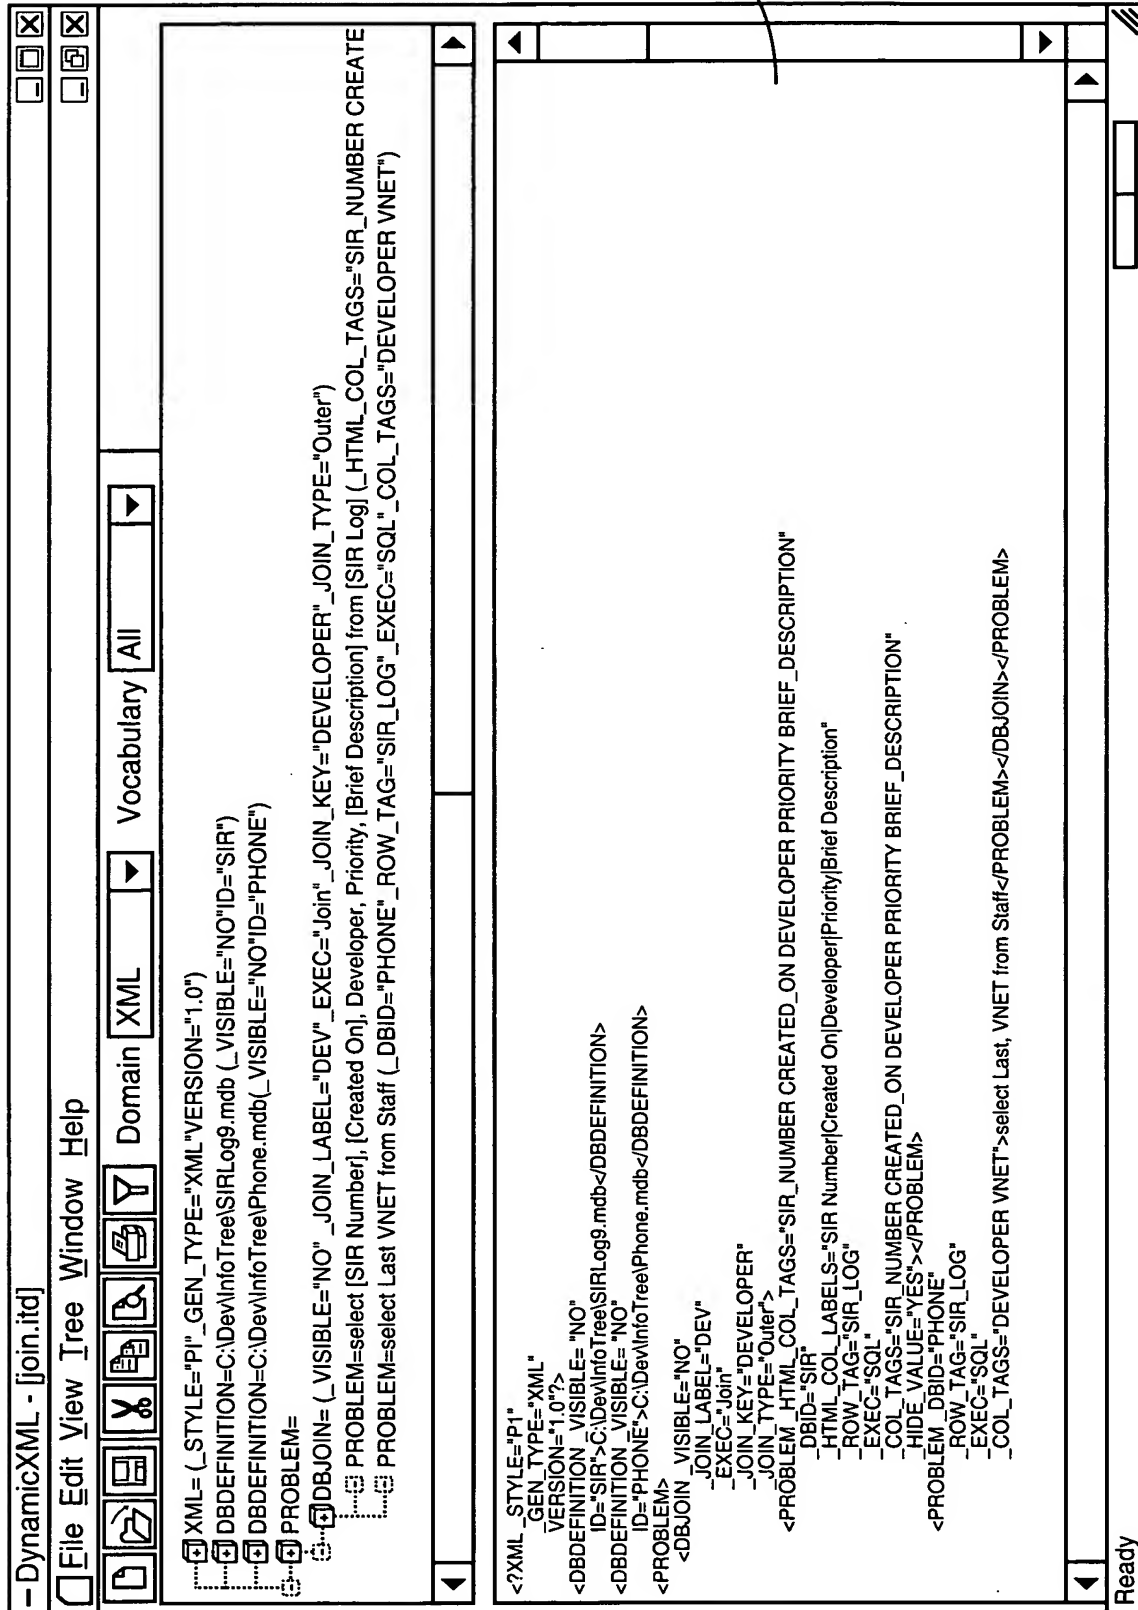 DynamicXML - [join.itd]
File Edit View Tree Window Help
Domain XML Vocabulary All
XML= (_STYLE="PI"_GEN_TYPE="XML"VERSION="1.0")
DBDEFINITION=C:\Dev\InfoTree\SIRLog9.mdb (_VISIBLE="NO"ID="SIR")
DBDEFINITION=C:\Dev\InfoTree\Phone.mdb(_VISIBLE="NO"ID="PHONE")
PROBLEM=
DBJOIN= (_VISIBLE="NO" _JOIN_LABEL="DEV"_EXEC="Join"_JOIN_KEY="DEVELOPER"_JOIN_TYPE="Outer")
PROBLEM=select [SIR Number], [Created On], Developer, Priority, [Brief Description] from [SIR Log] (_HTML_COL_TAGS="SIR_NUMBER CREATE
PROBLEM=select Last VNET from Staff (_DBID="PHONE"_ROW_TAG="SIR_LOG"_EXEC="SQL"_COL_TAGS="DEVELOPER VNET")
<?XML _STYLE="P1"
_GEN_TYPE="XML"
VERSION="1.0"?>
<DBDEFINITION _VISIBLE= "NO"
ID="SIR">C:\Dev\InfoTree\SIRLog9.mdb</DBDEFINITION>
<DBDEFINITION _VISIBLE= "NO"
ID="PHONE">C:\Dev\InfoTree\Phone.mdb</DBDEFINITION>
<PROBLEM>
<DBJOIN _VISIBLE="NO"
_JOIN_LABEL="DEV"
_EXEC="Join"
_JOIN_KEY="DEVELOPER"
_JOIN_TYPE="Outer">
<PROBLEM_HTML_COL_TAGS="SIR_NUMBER CREATED_ON DEVELOPER PRIORITY BRIEF_DESCRIPTION"
_DBID="SIR"
_HTML_COL_LABELS="SIR Number|Created On|Developer|Priority|Brief Description"
_ROW_TAG="SIR_LOG"
_EXEC="SQL"
_COL_TAGS="SIR_NUMBER CREATED_ON DEVELOPER PRIORITY BRIEF_DESCRIPTION"
_HIDE_VALUE="YES"></PROBLEM>
<PROBLEM_DBID="PHONE"
_ROW_TAG="SIR_LOG"
_EXEC="SQL"
_COL_TAGS="DEVELOPER VNET">select Last, VNET from Staff</PROBLEM></DBJOIN></PROBLEM>
Ready